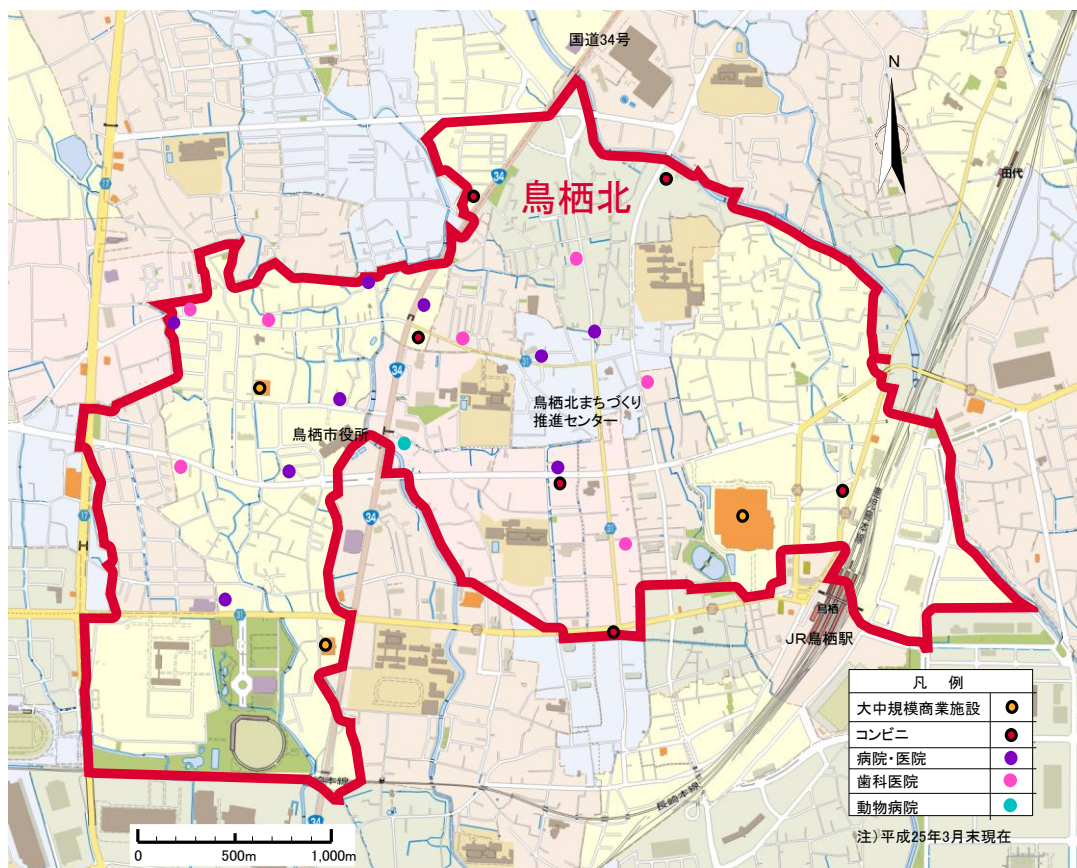 国道34号
N
34
田代
17
鳥栖北
31
34
鳥栖北まちづくり
推進センター
鳥栖市役所
17
34
31
31
鳥栖
JR鳥栖駅
長崎本線
34
凡 例
大中規模商業施設
コンビニ
病院・医院
歯科医院
動物病院
注)平成25年3月末現在
0 500m 1,000m